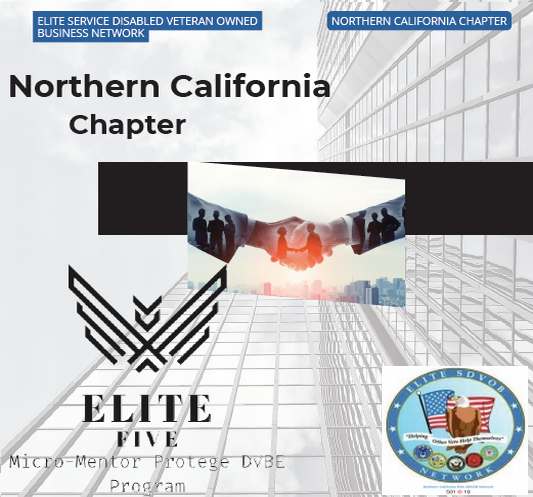 ELITE SERVICE DISABLED VETERAN OWNED
BUSINESS NETWORK
NORTHERN CALIFORNIA CHAPTER
Northern California
Chapter
ELITE
FIVE
Micro-Mentor Protege DvBE
Program
ELITE SDVOB
"Helping Other Vets Help Themselves"
NETWORK